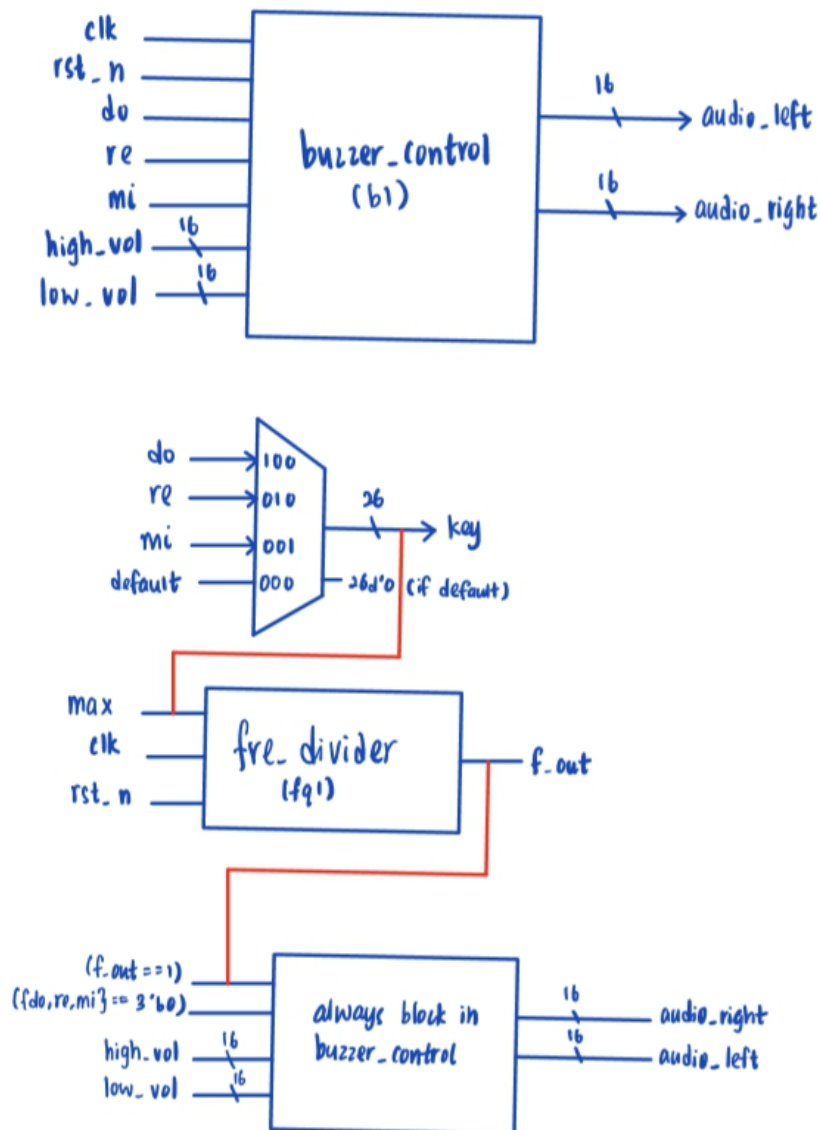 clk
rst_n
do
re
mi
high_vol
16
low_vol
16
buzzer_control
(b1)
16
audio_left
16
audio_right
do
re
mi
default
100
010
001
000
26
key
26d'0 (if default)
max
clk
rst_n
fre_divider
(fq1)
f_out
(f_out==1)
({do,re,mi}== 3'b0)
high_vol
16
low_vol
16
always block in
buzzer_control
16
audio_right
16
audio_left